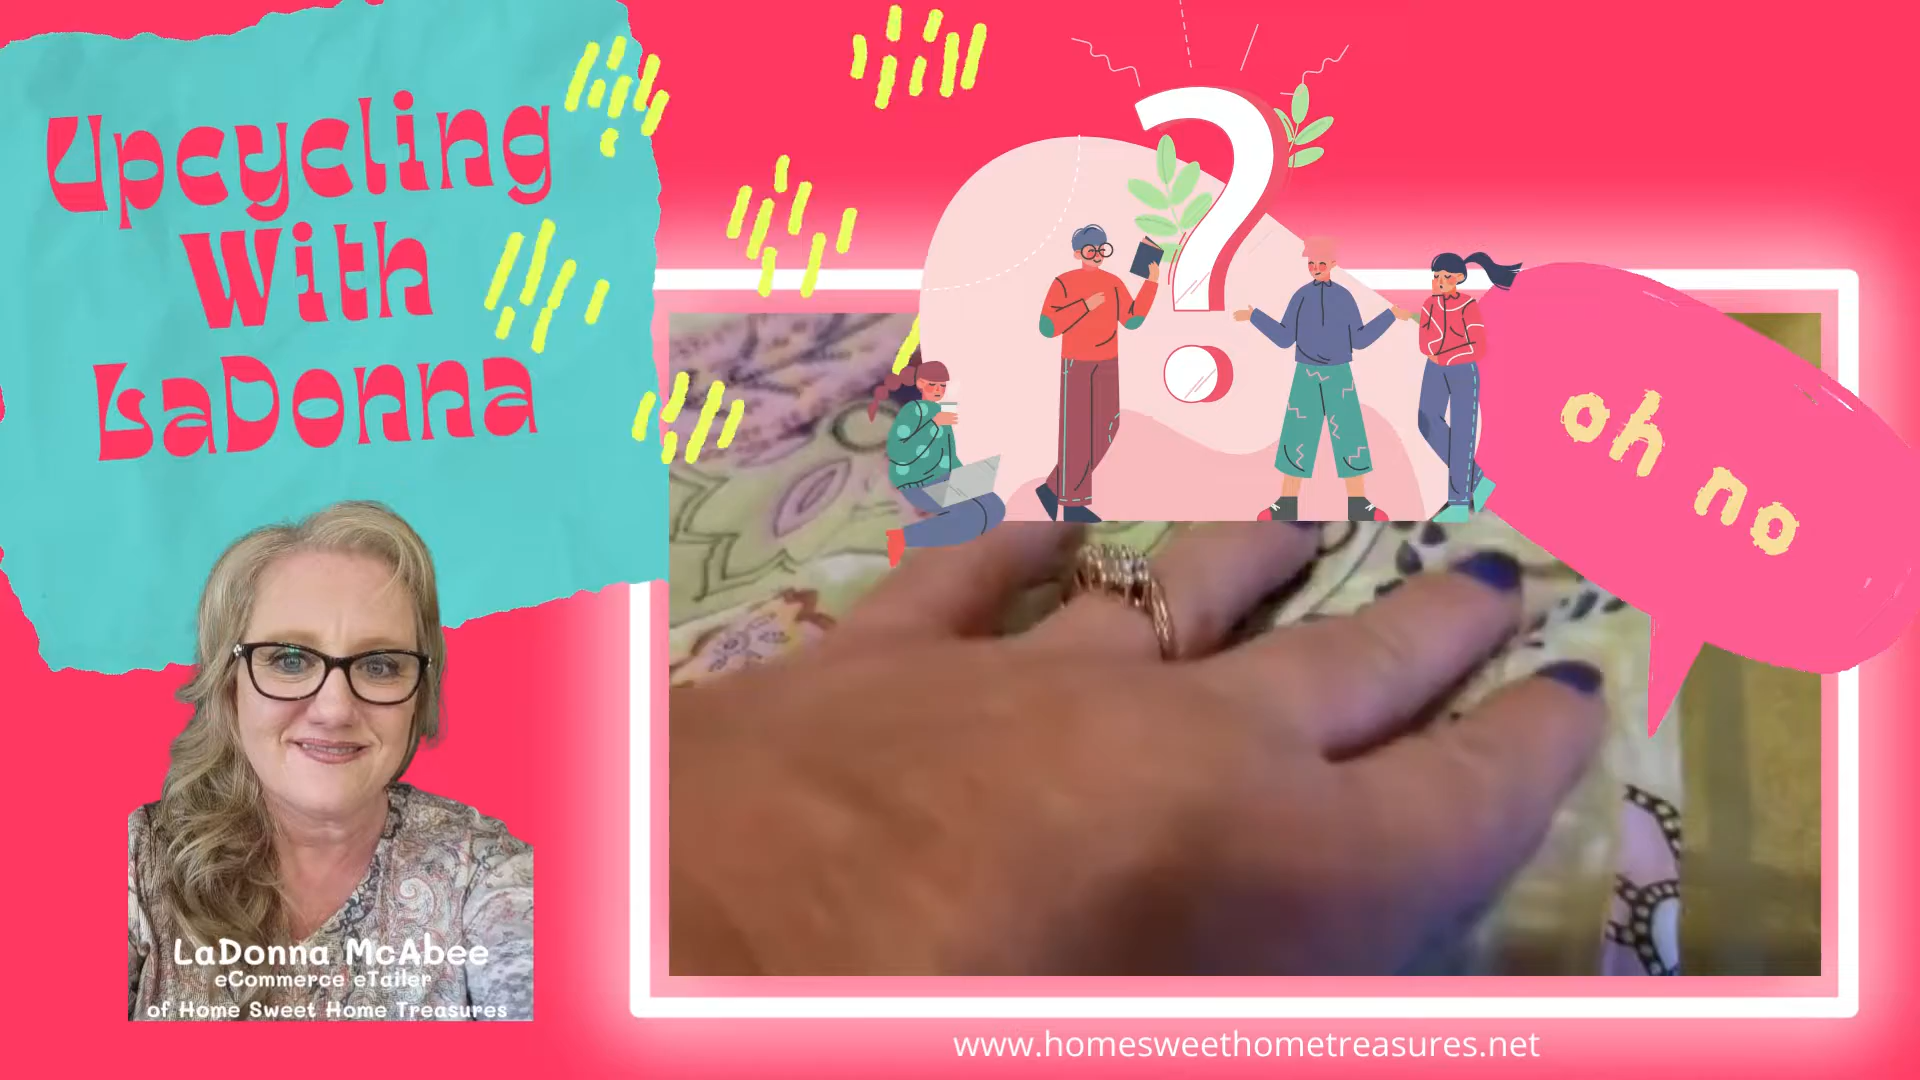 Upcycling
With
LaDonna
oh no
LaDonna McAbee
eCommerce eTailer
of Home Sweet Home Treasures
www.homesweethometreasures.net